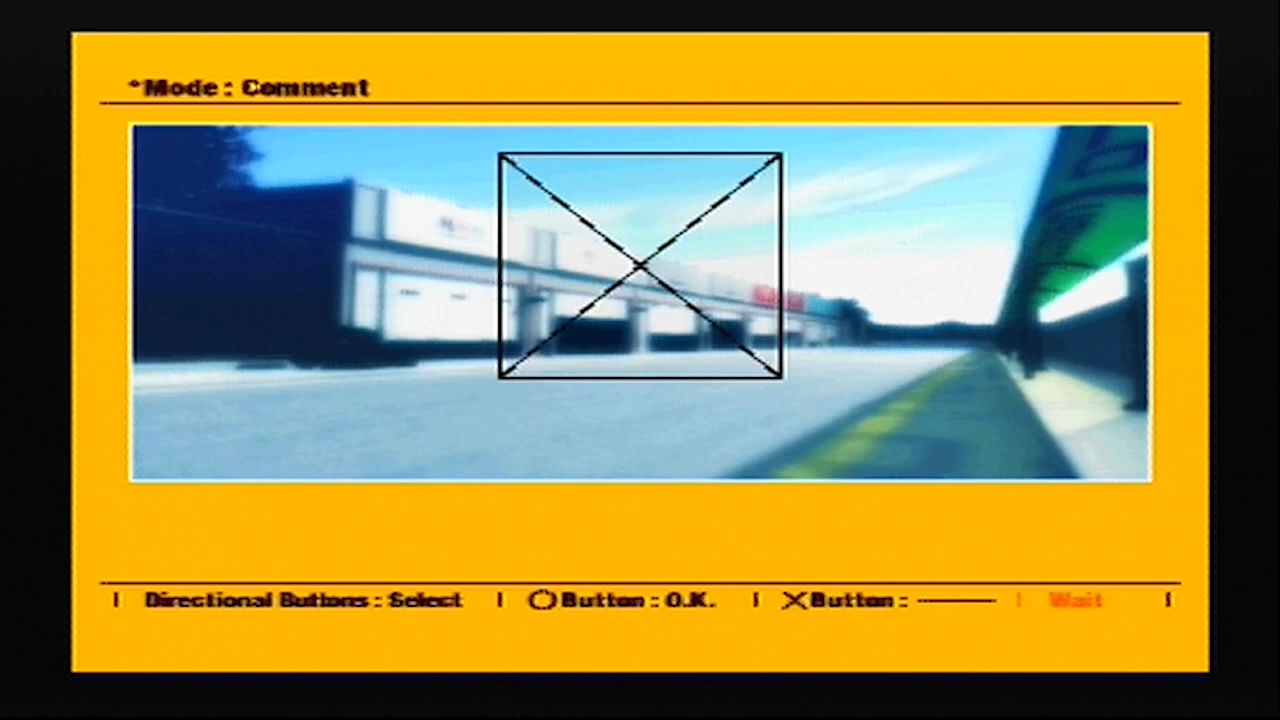 *Mode : Comment
Directional Buttons : Select | ◯Button : O.K. | ✕Button : ——— | Wait